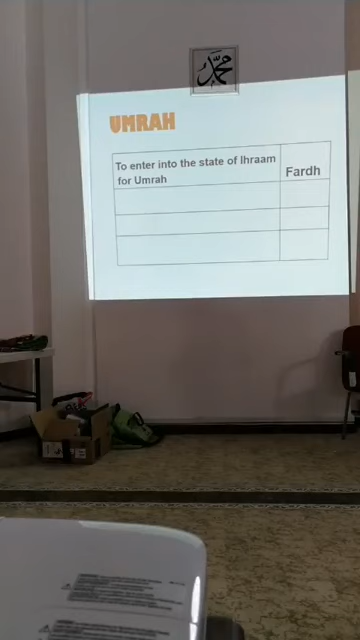 محمد
UMRAH
To enter into the state of Ihraam
for Umrah
Fardh